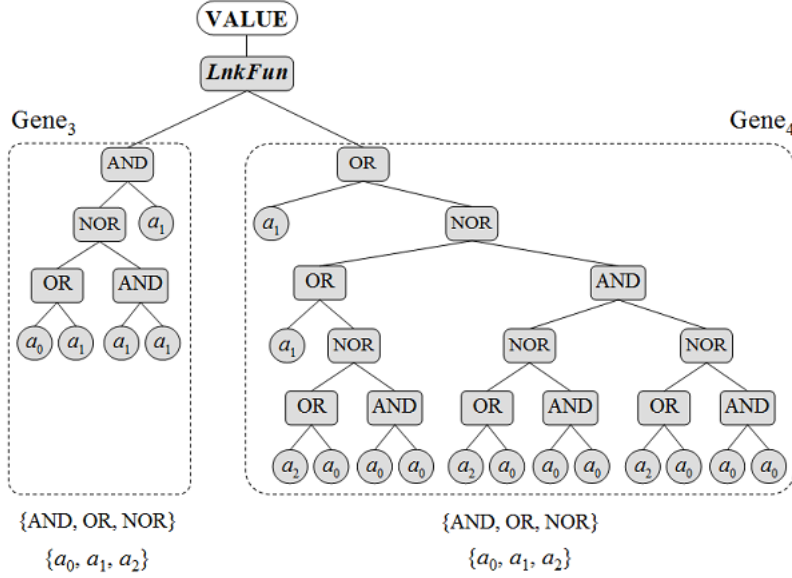 VALUE
LnkFun
Gene₃ Gene₄
AND OR
NOR a₁ a₁ NOR
OR AND OR AND
a₀ a₁ a₁ a₁ a₁ NOR NOR NOR
OR AND OR AND OR AND
a₂ a₀ a₀ a₀ a₂ a₀ a₀ a₀ a₂ a₀ a₀ a₀
{AND, OR, NOR} {AND, OR, NOR}
{a₀, a₁, a₂} {a₀, a₁, a₂}